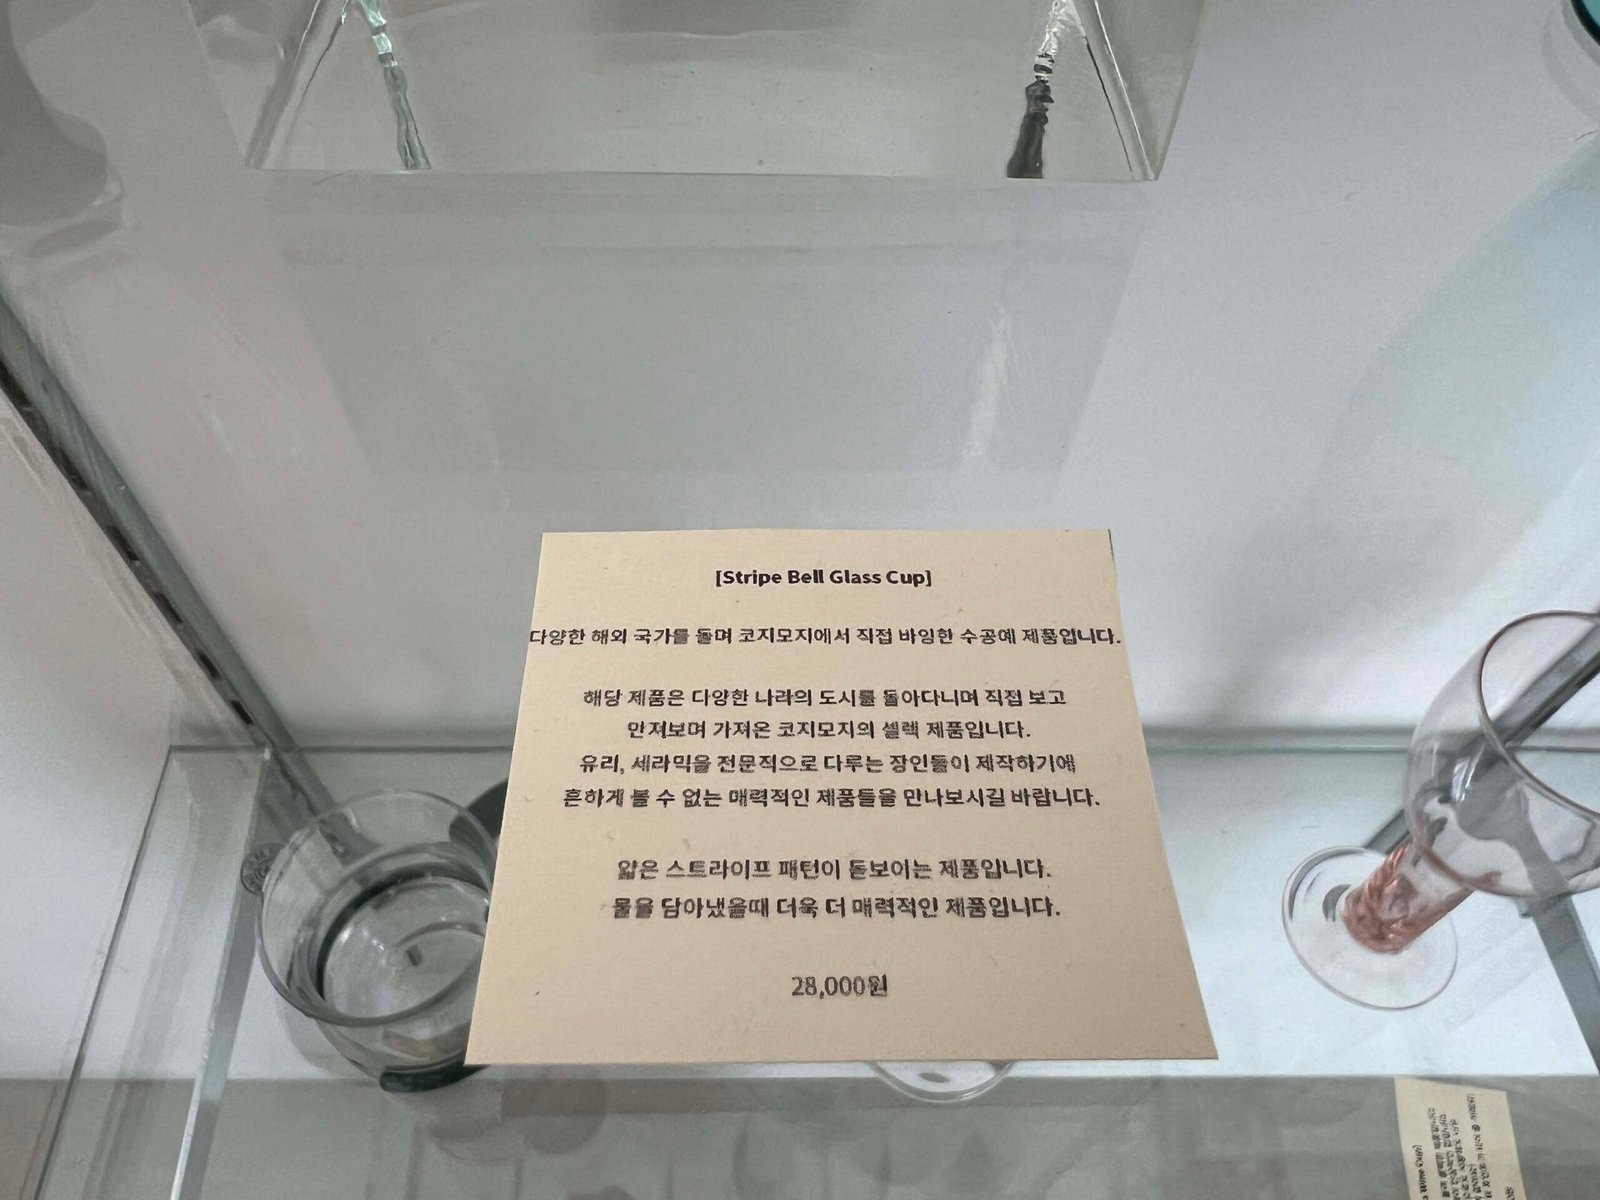 [Stripe Bell Glass Cup]
다양한 해외 국가를 돌며 코지모지에서 직접 바잉한 수공예 제품입니다.
해당 제품은 다양한 나라의 도시를 돌아다니며 직접 보고
만져보며 가져온 코지모지의 셀렉 제품입니다.
유리, 세라믹을 전문적으로 다루는 장인들이 제작하기에
흔하게 볼 수 없는 매력적인 제품들을 만나보시길 바랍니다.
얇은 스트라이프 패턴이 돋보이는 제품입니다.
물을 담아냈을때 더욱 더 매력적인 제품입니다.
28,000원